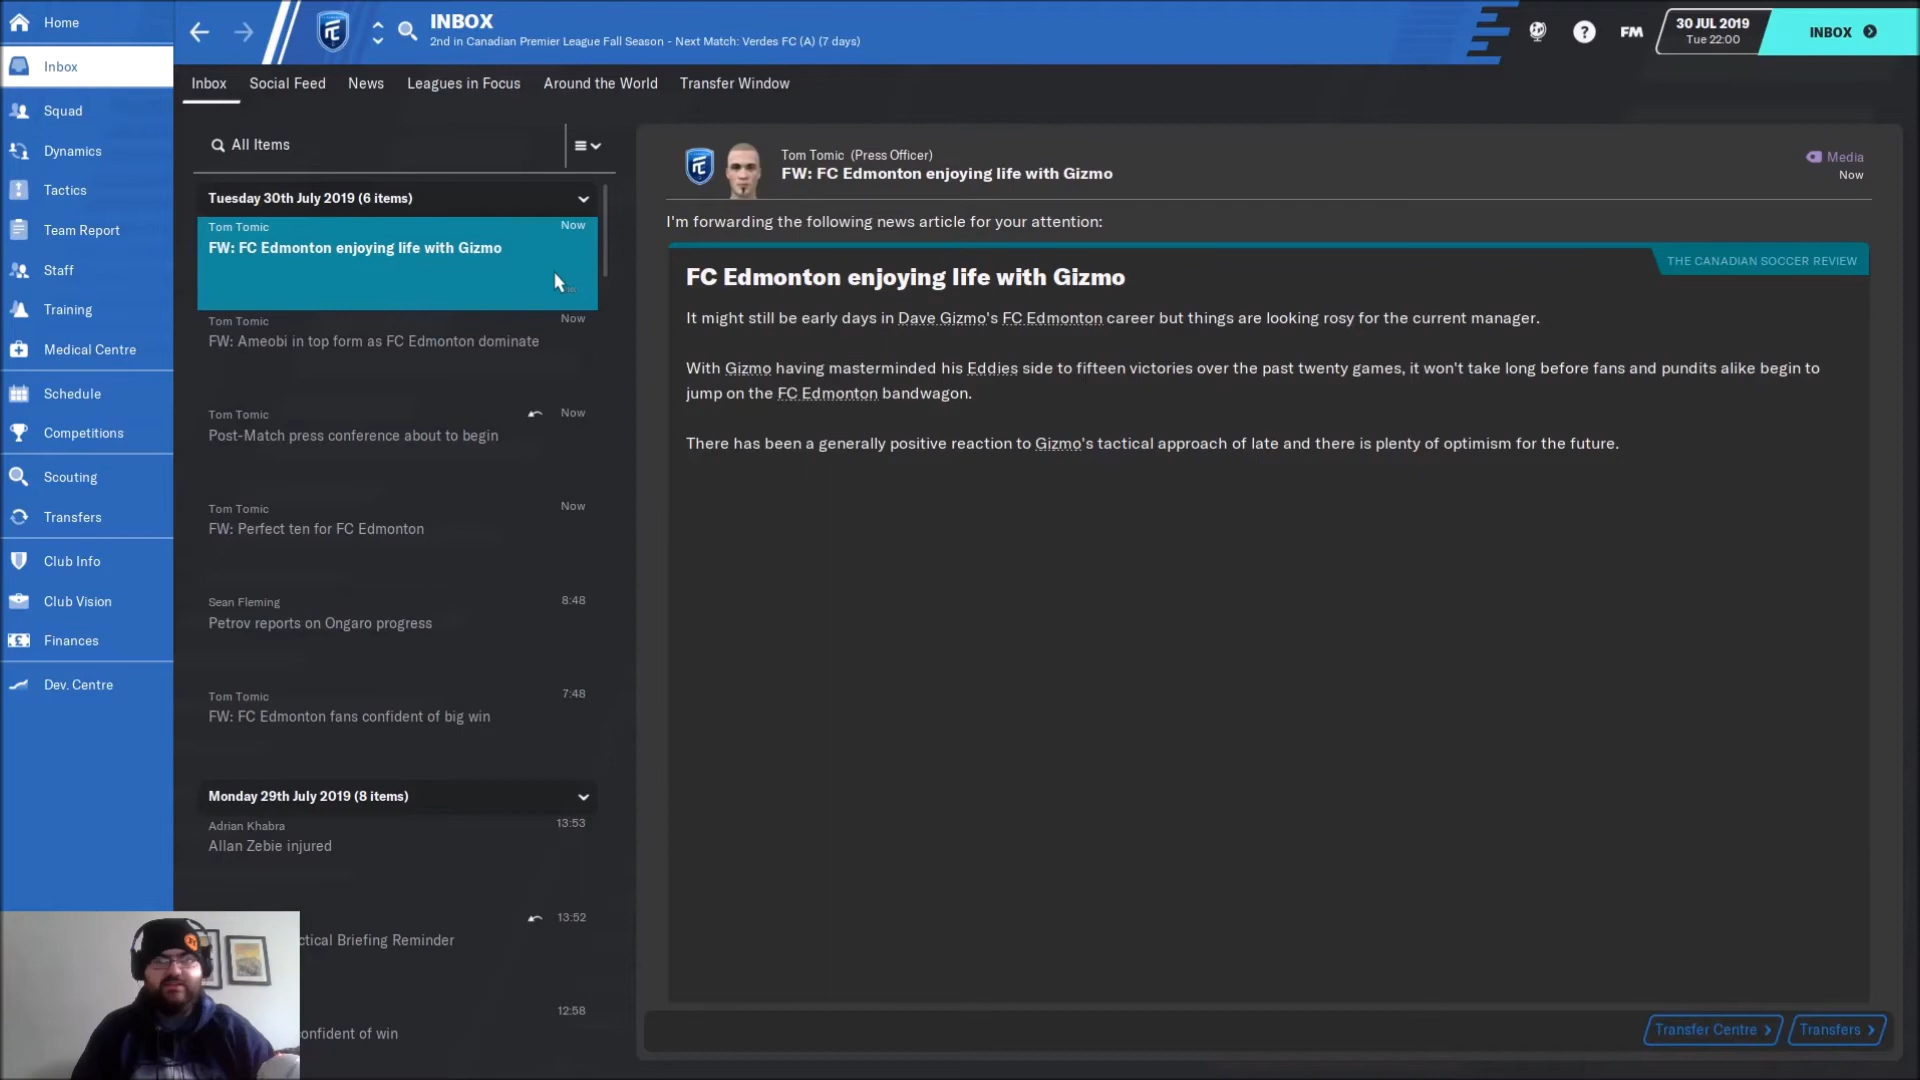 Home
Inbox
Squad
Dynamics
Tactics
Team Report
Staff
Training
Medical Centre
Schedule
Competitions
Scouting
Transfers
Club Info
Club Vision
Finances
Dev. Centre
INBOX
2nd in Canadian Premier League Fall Season - Next Match: Verdes FC (A) (7 days)
?
FM
30 JUL 2019
Tue 22:00
INBOX
Inbox Social Feed News Leagues in Focus Around the World Transfer Window
All Items
Tuesday 30th July 2019 (6 items)
Tom Tomic Now
FW: FC Edmonton enjoying life with Gizmo
Tom Tomic Now
FW: Ameobi in top form as FC Edmonton dominate
Tom Tomic Now
Post-Match press conference about to begin
Tom Tomic Now
FW: Perfect ten for FC Edmonton
Sean Fleming 8:48
Petrov reports on Ongaro progress
Tom Tomic 7:48
FW: FC Edmonton fans confident of big win
Monday 29th July 2019 (8 items)
Adrian Khabra 13:53
Allan Zebie injured
13:52
ctical Briefing Reminder
12:58
onfident of win
Tom Tomic (Press Officer)
FW: FC Edmonton enjoying life with Gizmo
Media
Now
I'm forwarding the following news article for your attention:
THE CANADIAN SOCCER REVIEW
FC Edmonton enjoying life with Gizmo
It might still be early days in Dave Gizmo's FC Edmonton career but things are looking rosy for the current manager.
With Gizmo having masterminded his Eddies side to fifteen victories over the past twenty games, it won't take long before fans and pundits alike begin to
jump on the FC Edmonton bandwagon.
There has been a generally positive reaction to Gizmo's tactical approach of late and there is plenty of optimism for the future.
Transfer Centre >
Transfers >